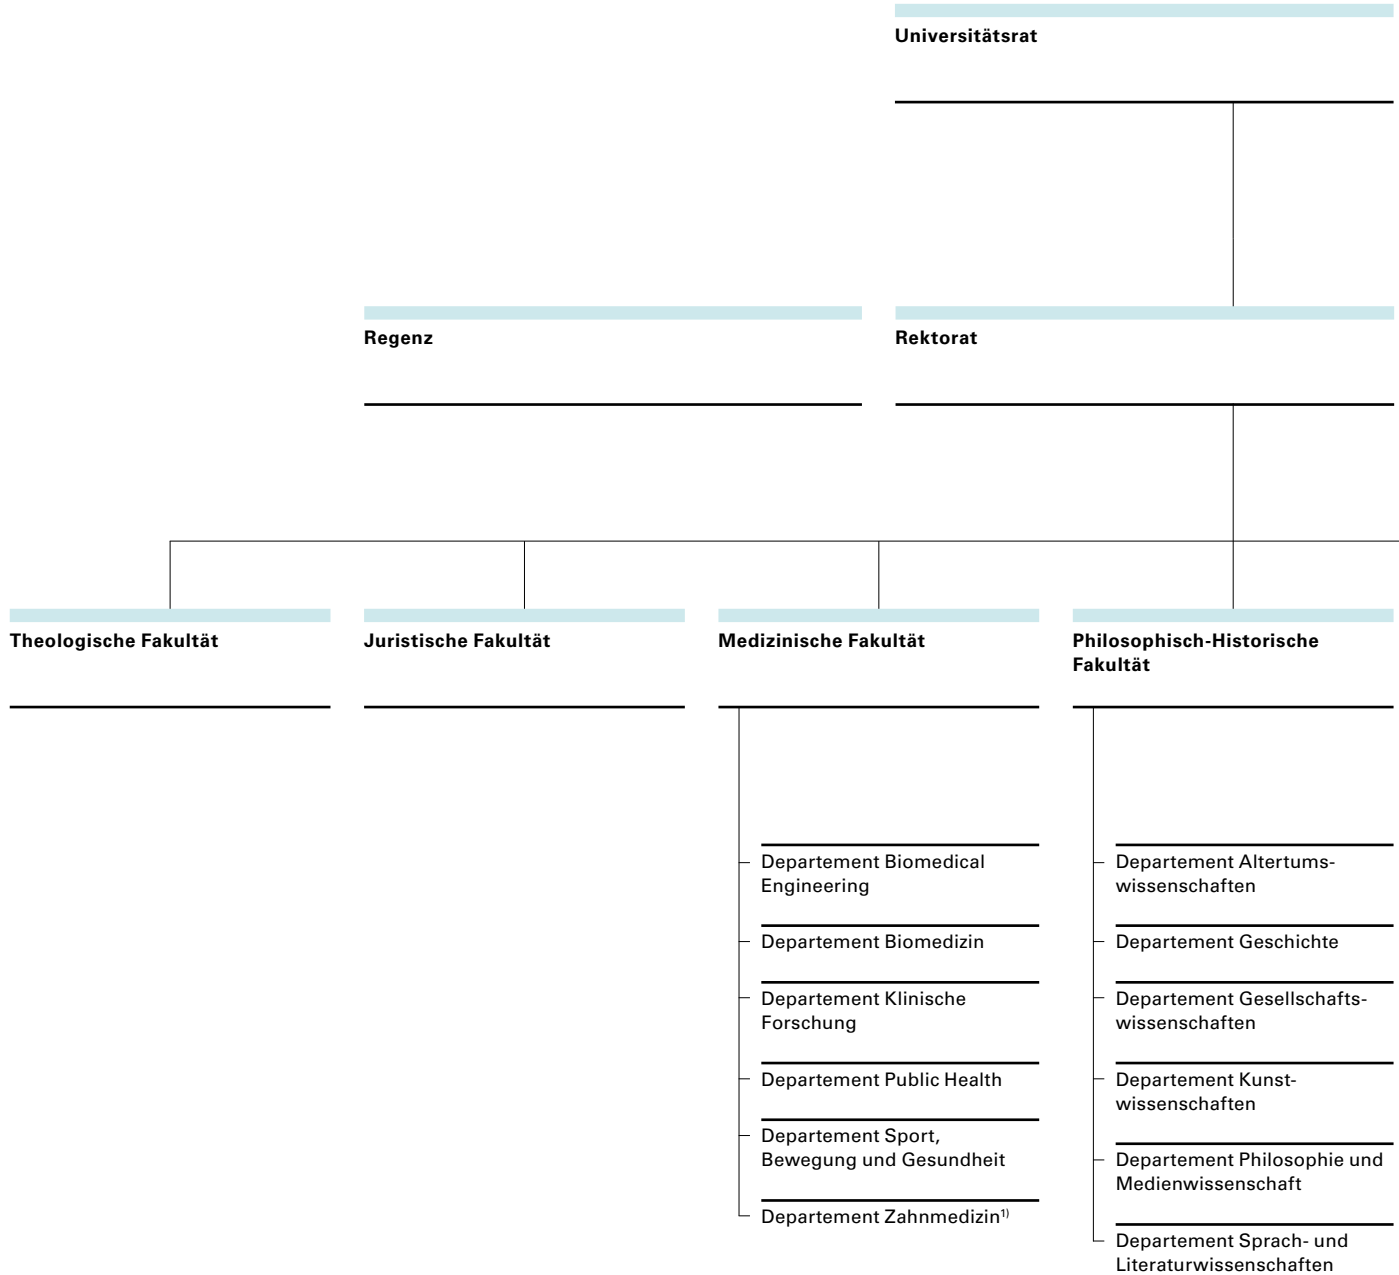 Universitätsrat
Regenz
Rektorat
Theologische Fakultät
Juristische Fakultät
Medizinische Fakultät
Philosophisch-Historische
Fakultät
Departement Biomedical
Engineering
Departement Biomedizin
Departement Klinische
Forschung
Departement Public Health
Departement Sport,
Bewegung und Gesundheit
Departement Zahnmedizin¹⁾
Departement Altertums-
wissenschaften
Departement Geschichte
Departement Gesellschafts-
wissenschaften
Departement Kunst-
wissenschaften
Departement Philosophie und
Medienwissenschaft
Departement Sprach- und
Literaturwissenschaften